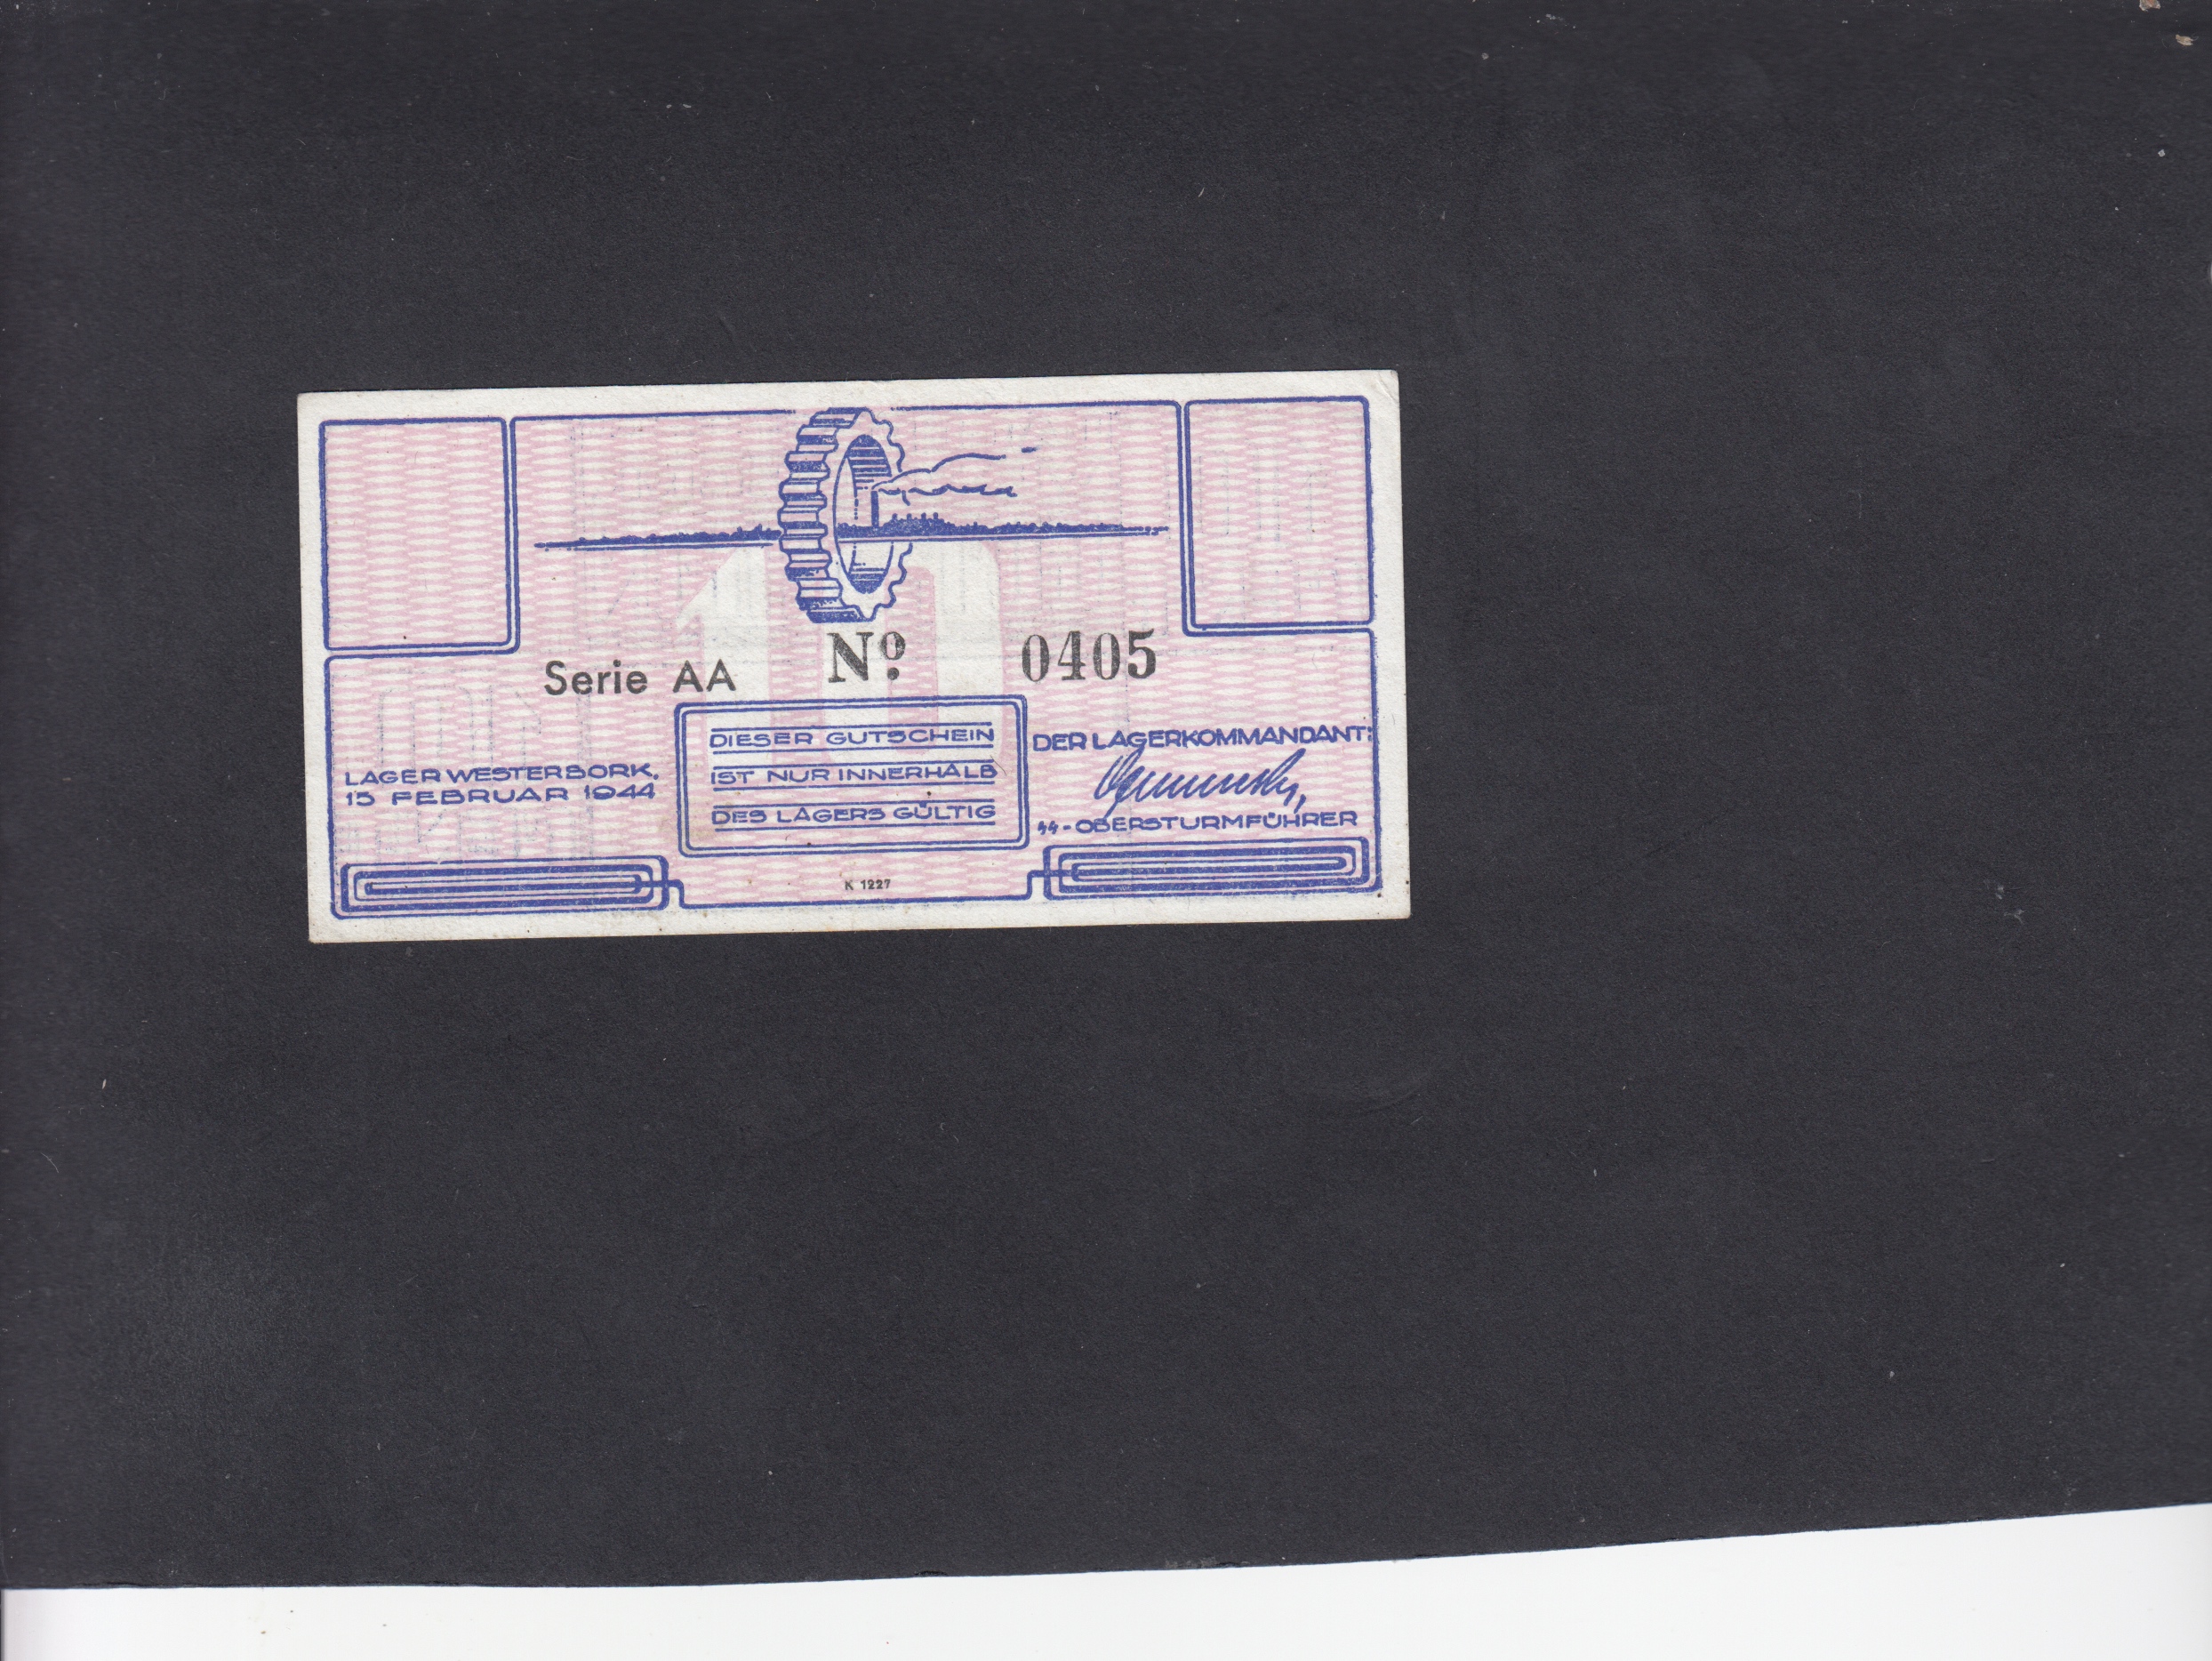 10
Serie AA Nº 0405
LAGER WESTERBORK,
15 FEBRUAR 1944
DIESER GUTSCHEIN
IST NUR INNERHALB
DES LAGERS GÜLTIG
DER LAGERKOMMANDANT:
SS-OBERSTURMFÜHRER
K 1227